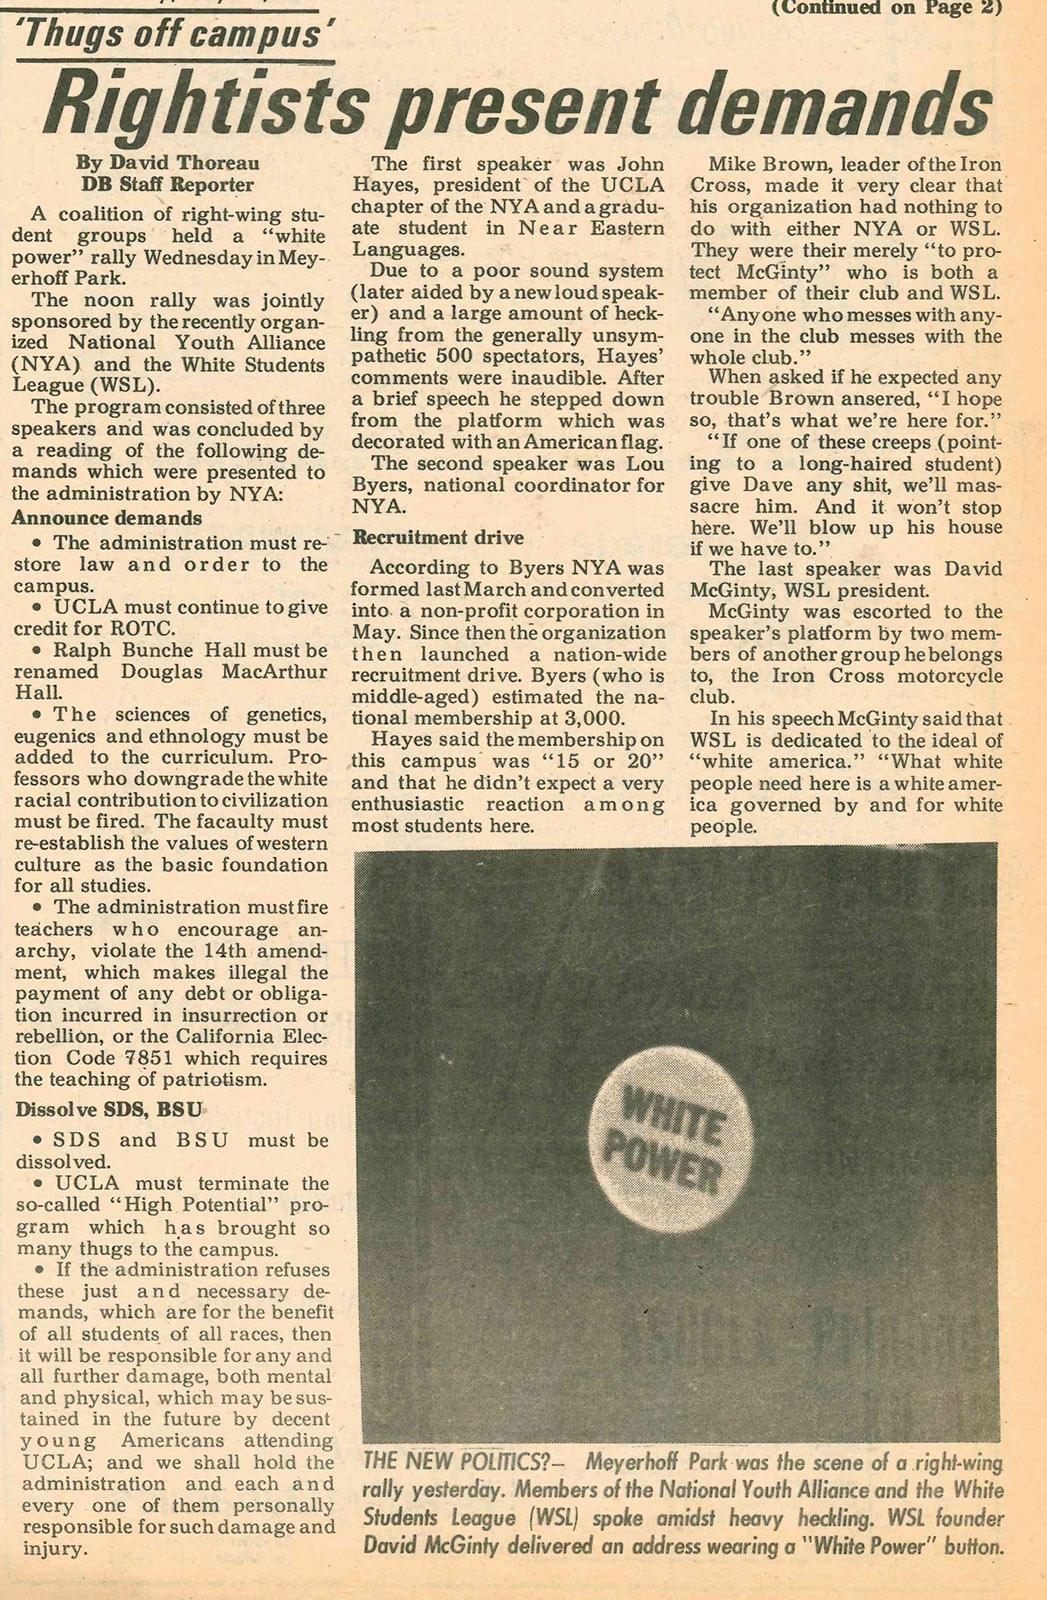 (Continued on Page 2)
'Thugs off campus'
Rightists present demands
By David Thoreau
DB Staff Reporter
A coalition of right-wing stu-
dent groups held a "white
power" rally Wednesday in Mey-
erhoff Park.
The noon rally was jointly
sponsored by the recently organ-
ized National Youth Alliance
(NYA) and the White Students
League (WSL).
The program consisted of three
speakers and was concluded by
a reading of the following de-
mands which were presented to
the administration by NYA:
Announce demands
• The administration must re-
store law and order to the
campus.
• UCLA must continue to give
credit for ROTC.
• Ralph Bunche Hall must be
renamed Douglas MacArthur
Hall.
• The sciences of genetics,
eugenics and ethnology must be
added to the curriculum. Pro-
fessors who downgrade the white
racial contribution to civilization
must be fired. The facaulty must
re-establish the values of western
culture as the basic foundation
for all studies.
• The administration must fire
teachers who encourage an-
archy, violate the 14th amend-
ment, which makes illegal the
payment of any debt or obliga-
tion incurred in insurrection or
rebellion, or the California Elec-
tion Code 7851 which requires
the teaching of patriotism.
Dissolve SDS, BSU
• SDS and BSU must be
dissolved.
• UCLA must terminate the
so-called "High Potential" pro-
gram which has brought so
many thugs to the campus.
• If the administration refuses
these just and necessary de-
mands, which are for the benefit
of all students of all races, then
it will be responsible for any and
all further damage, both mental
and physical, which may be sus-
tained in the future by decent
young Americans attending
UCLA; and we shall hold the
administration and each and
every one of them personally
responsible for such damage and
injury.
The first speaker was John
Hayes, president of the UCLA
chapter of the NYA and a gradu-
ate student in Near Eastern
Languages.
Due to a poor sound system
(later aided by a new loud speak-
er) and a large amount of heck-
ling from the generally unsym-
pathetic 500 spectators, Hayes'
comments were inaudible. After
a brief speech he stepped down
from the platform which was
decorated with an American flag.
The second speaker was Lou
Byers, national coordinator for
NYA.
Recruitment drive
According to Byers NYA was
formed last March and converted
into a non-profit corporation in
May. Since then the organization
then launched a nation-wide
recruitment drive. Byers (who is
middle-aged) estimated the na-
tional membership at 3,000.
Hayes said the membership on
this campus was "15 or 20"
and that he didn't expect a very
enthusiastic reaction among
most students here.
Mike Brown, leader of the Iron
Cross, made it very clear that
his organization had nothing to
do with either NYA or WSL.
They were their merely "to pro-
tect McGinty" who is both a
member of their club and WSL.
"Anyone who messes with any-
one in the club messes with the
whole club."
When asked if he expected any
trouble Brown ansered, "I hope
so, that's what we're here for."
"If one of these creeps (point-
ing to a long-haired student)
give Dave any shit, we'll mas-
sacre him. And it won't stop
here. We'll blow up his house
if we have to."
The last speaker was David
McGinty, WSL president.
McGinty was escorted to the
speaker's platform by two mem-
bers of another group he belongs
to, the Iron Cross motorcycle
club.
In his speech McGinty said that
WSL is dedicated to the ideal of
"white america." "What white
people need here is a white amer-
ica governed by and for white
people.
WHITE
POWER
THE NEW POLITICS?— Meyerhoff Park was the scene of a right-wing
rally yesterday. Members of the National Youth Alliance and the White
Students League (WSL) spoke amidst heavy heckling. WSL founder
David McGinty delivered an address wearing a "White Power" button.